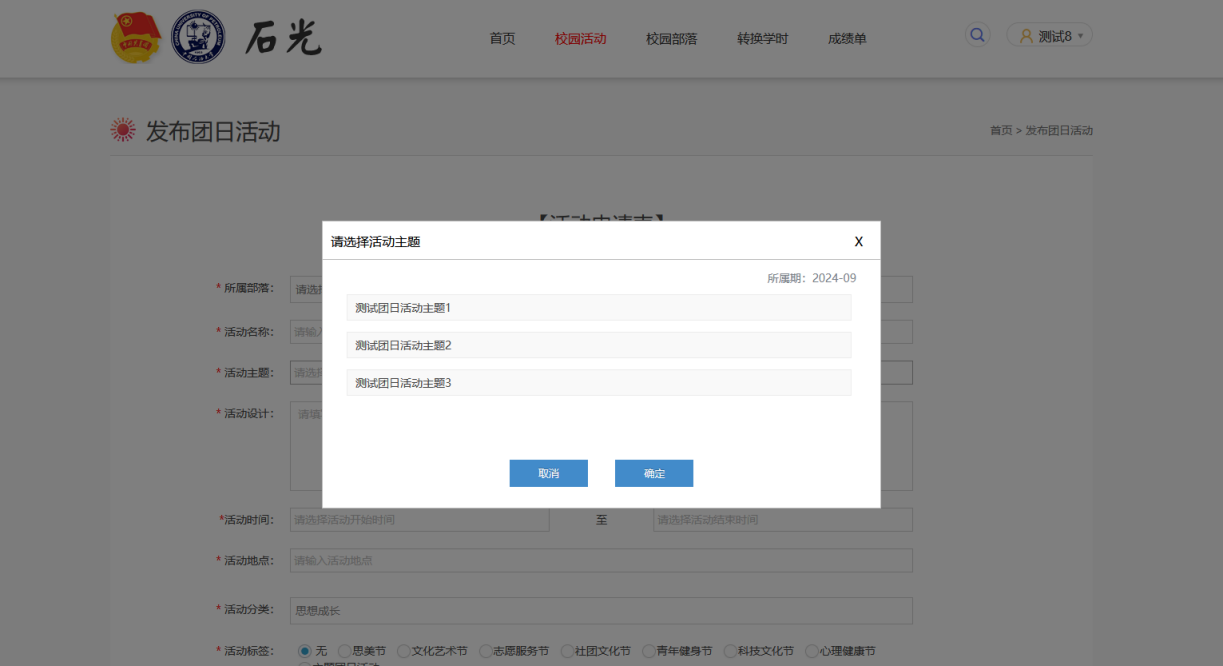 石光
首页 校园活动 校园部落 转换学时 成绩单 测试8
发布团日活动
首页 > 发布团日活动
请选择活动主题 X
所属期：2024-09
* 所属部落：
测试团日活动主题1
* 活动名称：
测试团日活动主题2
* 活动主题：
测试团日活动主题3
* 活动设计：
取消 确定
*活动时间： 请选择活动开始时间 至 请选择活动结束时间
* 活动地点： 请输入活动地点
* 活动分类： 思想成长
* 活动标签： 无 思美节 文化艺术节 志愿服务节 社团文化节 青年健身节 科技文化节 心理健康节